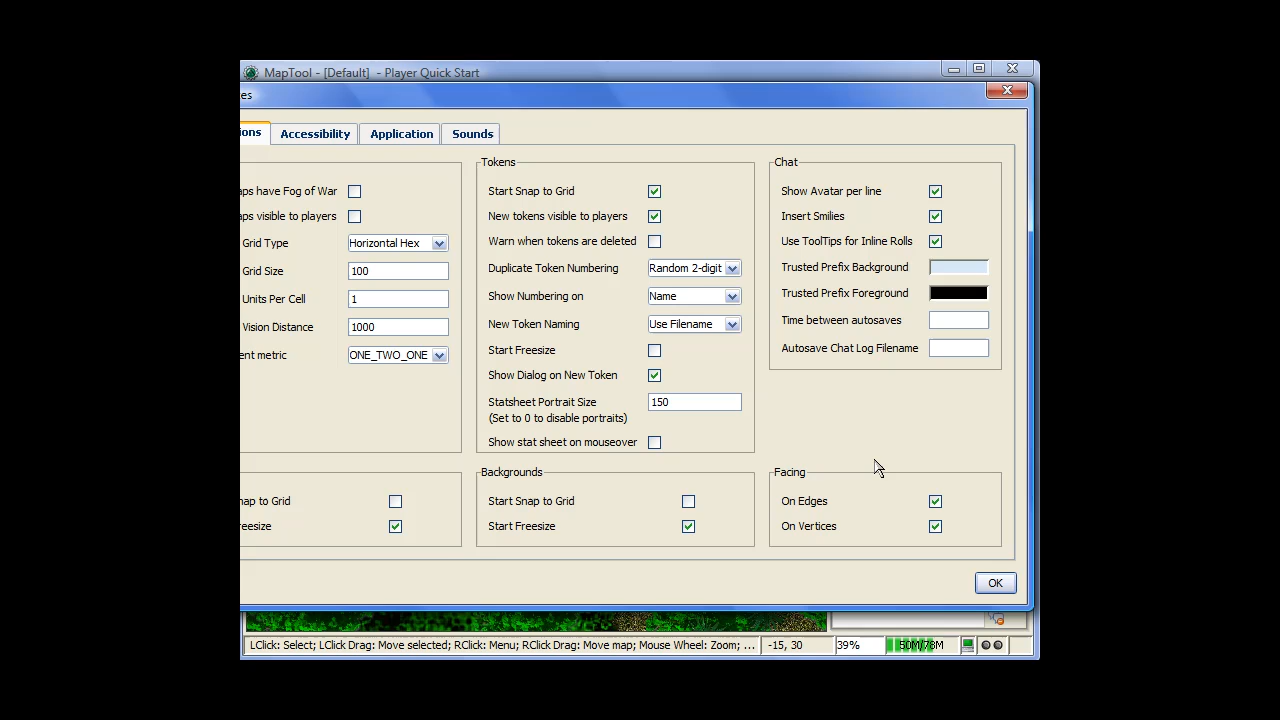 MapTool - [Default] - Player Quick Start
es
ions
Accessibility
Application
Sounds
aps have Fog of War
aps visible to players
Grid Type
Horizontal Hex
Grid Size
100
Units Per Cell
1
Vision Distance
1000
ent metric
ONE_TWO_ONE
Tokens
Start Snap to Grid
New tokens visible to players
Warn when tokens are deleted
Duplicate Token Numbering
Random 2-digit
Show Numbering on
Name
New Token Naming
Use Filename
Start Freesize
Show Dialog on New Token
Statsheet Portrait Size
150
(Set to 0 to disable portraits)
Show stat sheet on mouseover
Chat
Show Avatar per line
Insert Smilies
Use ToolTips for Inline Rolls
Trusted Prefix Background
Trusted Prefix Foreground
Time between autosaves
Autosave Chat Log Filename
nap to Grid
reesize
Backgrounds
Start Snap to Grid
Start Freesize
Facing
On Edges
On Vertices
OK
LClick: Select; LClick Drag: Move selected; RClick: Menu; RClick Drag: Move map; Mouse Wheel: Zoom; ...
-15, 30
39%
50M/78M